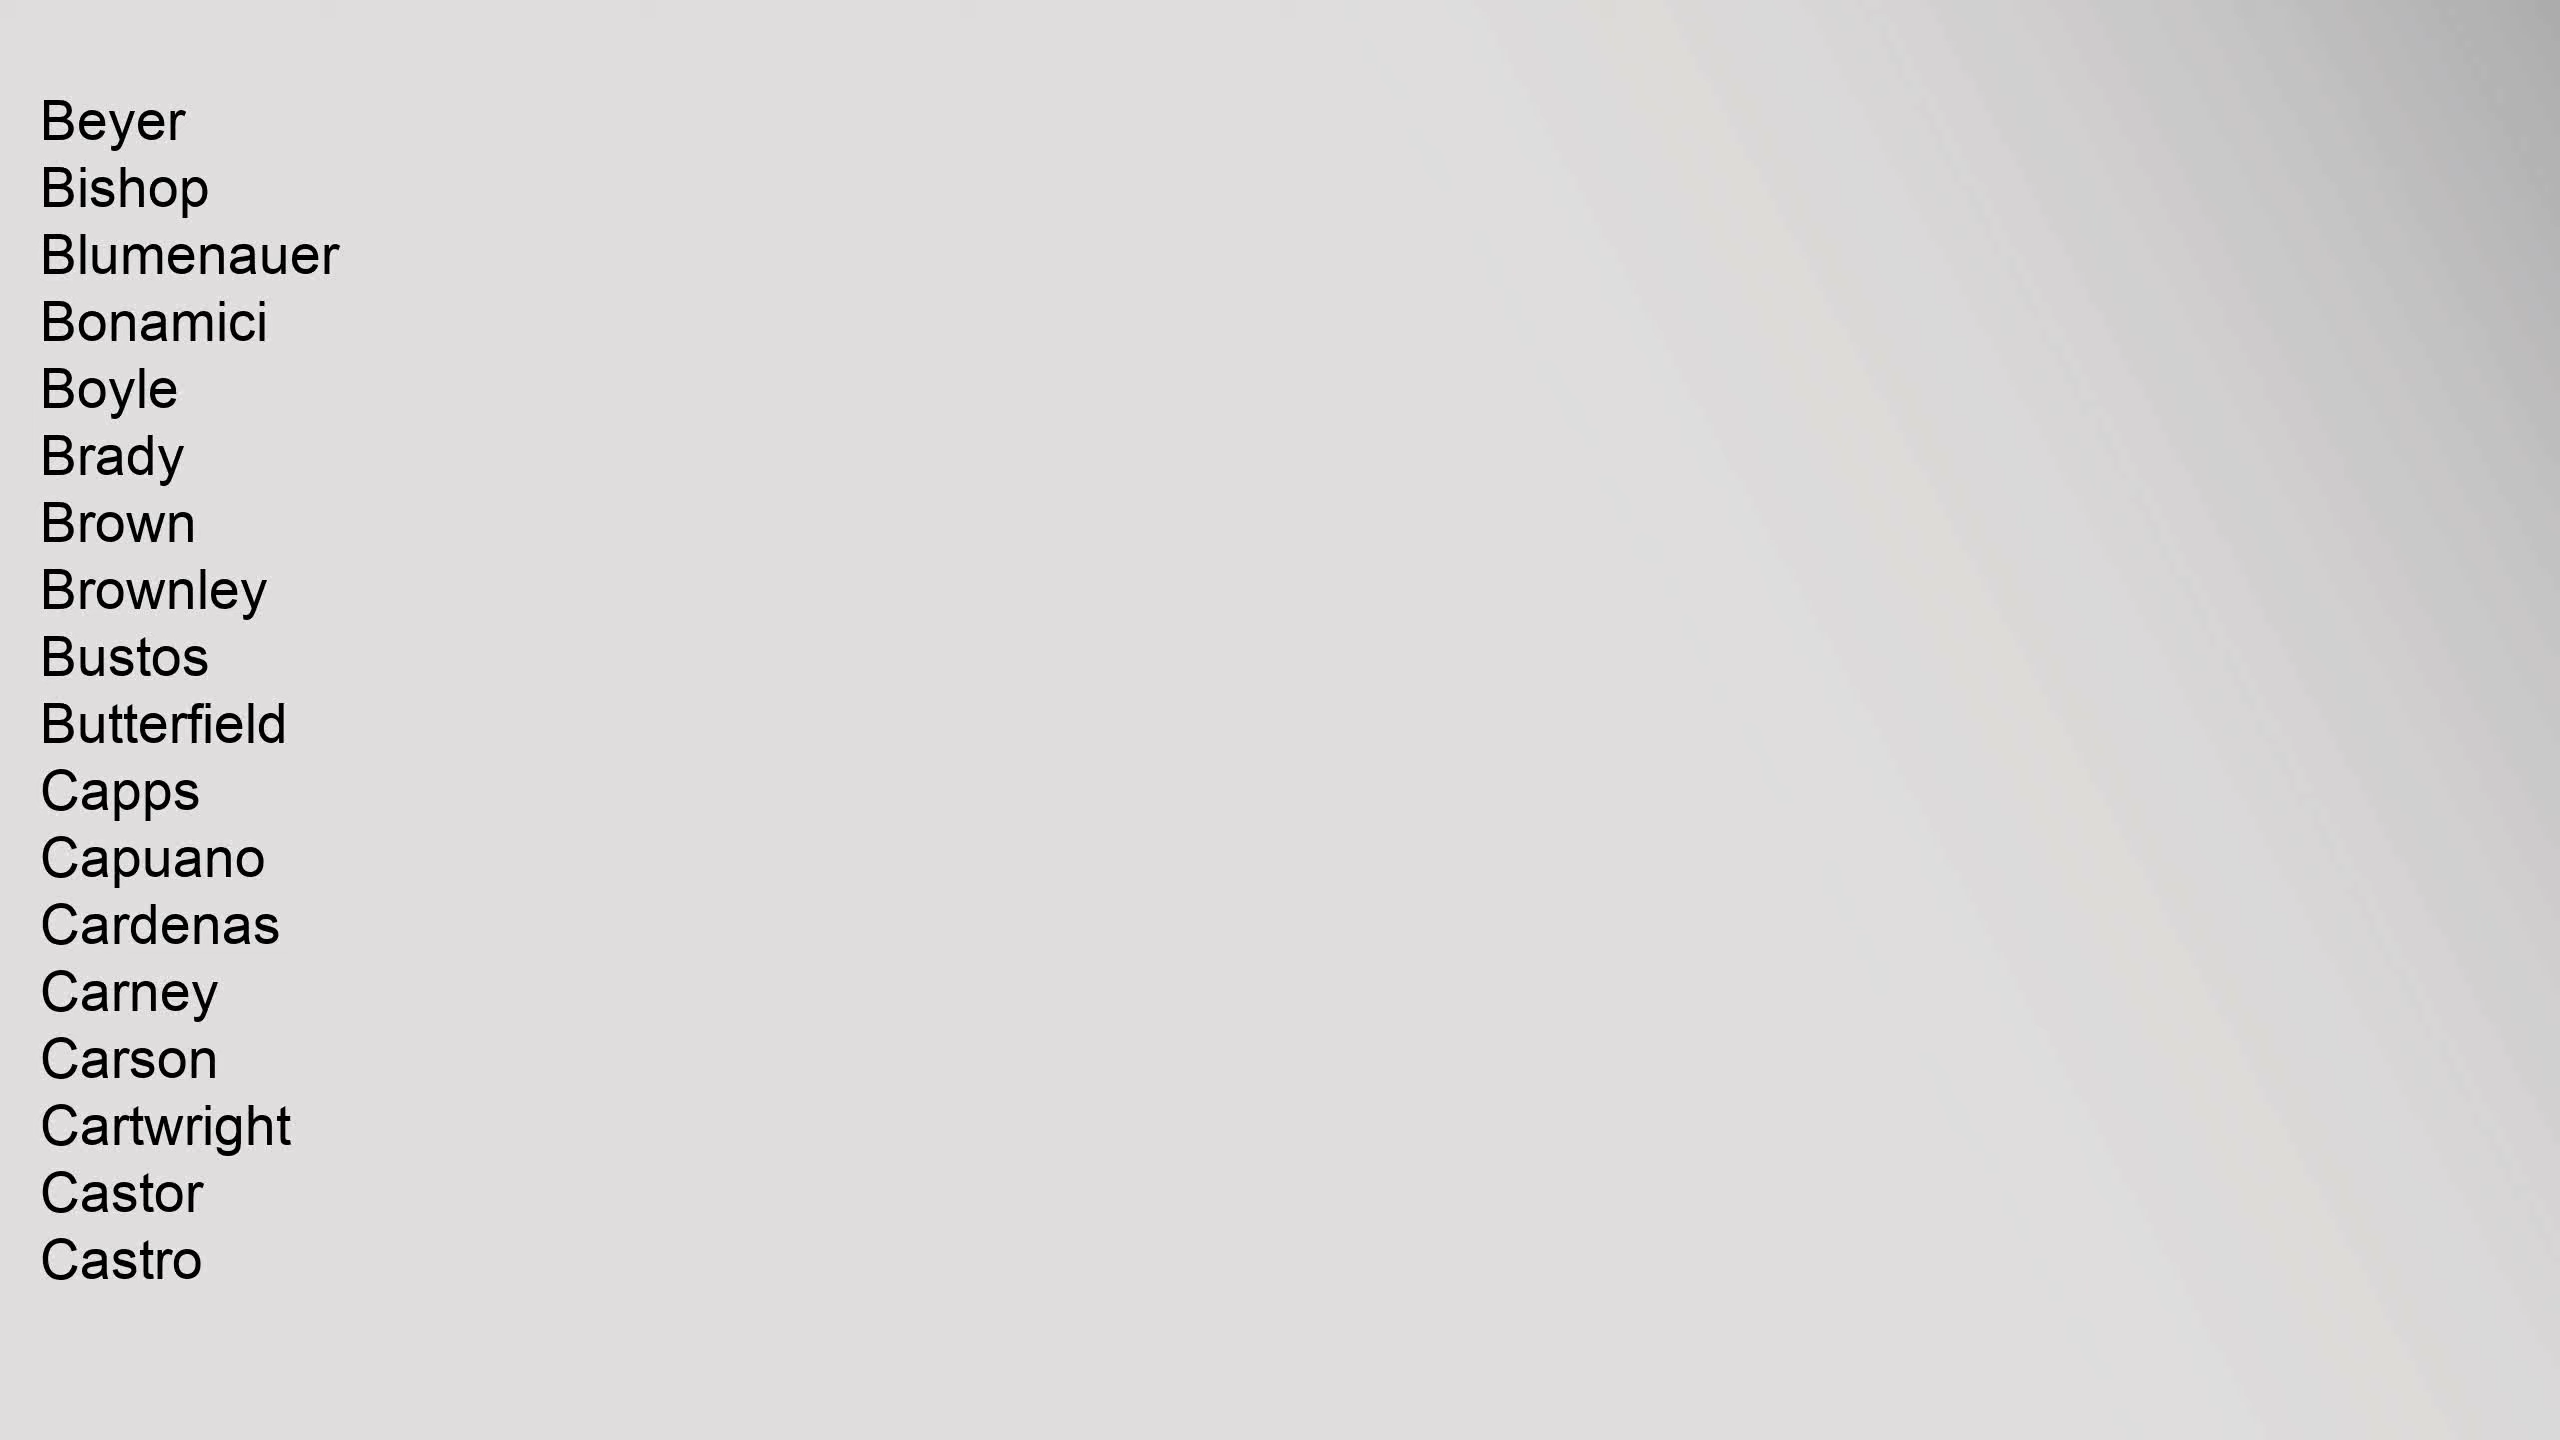 Beyer
Bishop
Blumenauer
Bonamici
Boyle
Brady
Brown
Brownley
Bustos
Butterfield
Capps
Capuano
Cardenas
Carney
Carson
Cartwright
Castor
Castro